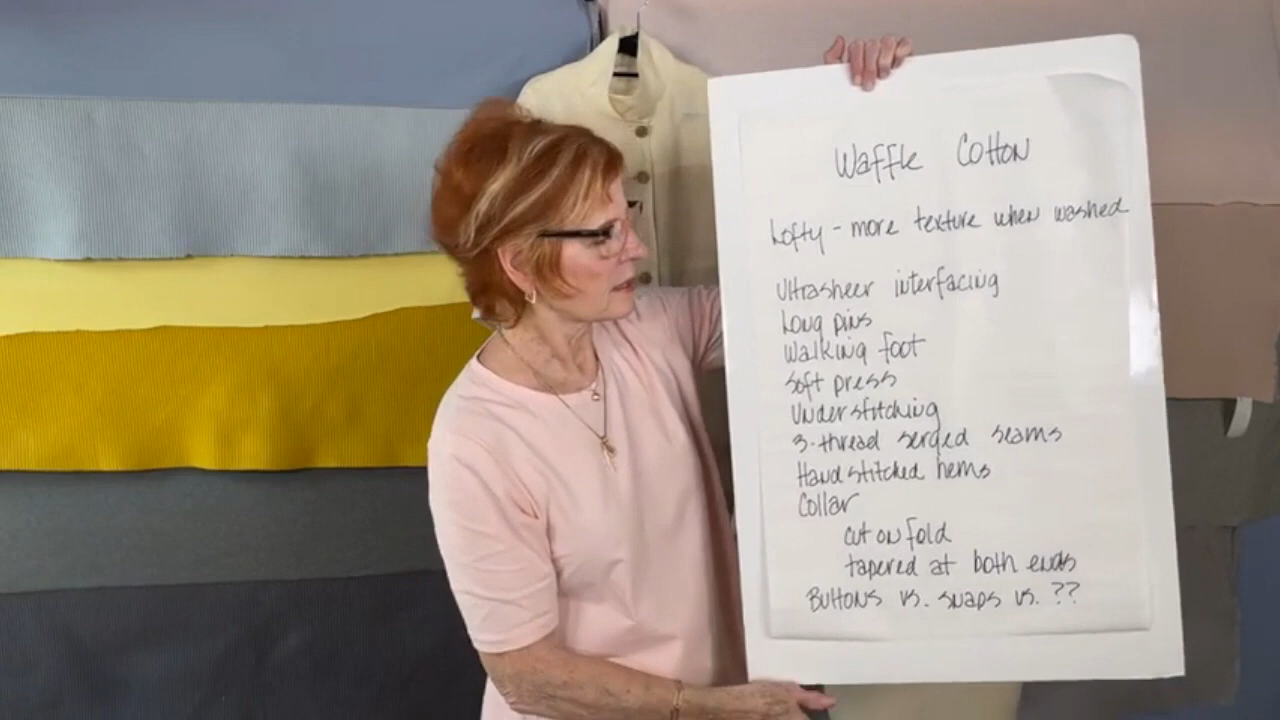 Waffle Cotton
Lofty - more texture when washed
Ultrasheer interfacing
Long pins
Walking foot
Soft press
Understitching
3-thread serged seams
Hand stitched hems
Collar
cut on fold
tapered at both ends
Buttons vs. snaps vs. ??